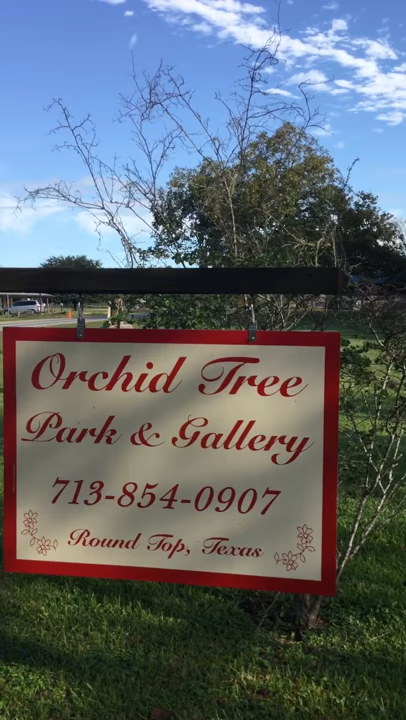 Orchid Tree
Park & Gallery
713-854-0907
Round Top, Texas